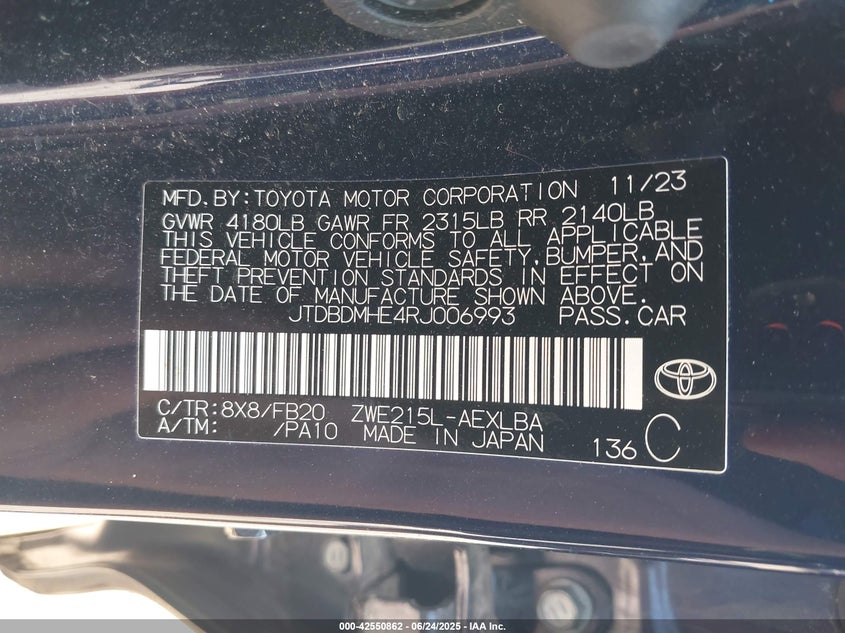 MFD.BY:TOYOTA MOTOR CORPORATION 11/23
GVWR 4180LB GAWR FR 2315LB RR 2140LB
THIS VEHICLE CONFORMS TO ALL APPLICABLE
FEDERAL MOTOR VEHICLE SAFETY,BUMPER,AND
THEFT PREVENTION STANDARDS IN EFFECT ON
THE DATE OF MANUFACTURE SHOWN ABOVE.
JTDBDMHE4RJ006993 PASS.CAR
C/TR:8X8/FB20 ZWE215L-AEXLBA
A/TM: /PA10 MADE IN JAPAN
136 C
000-42550862 - 06/24/2025 - IAA Inc.